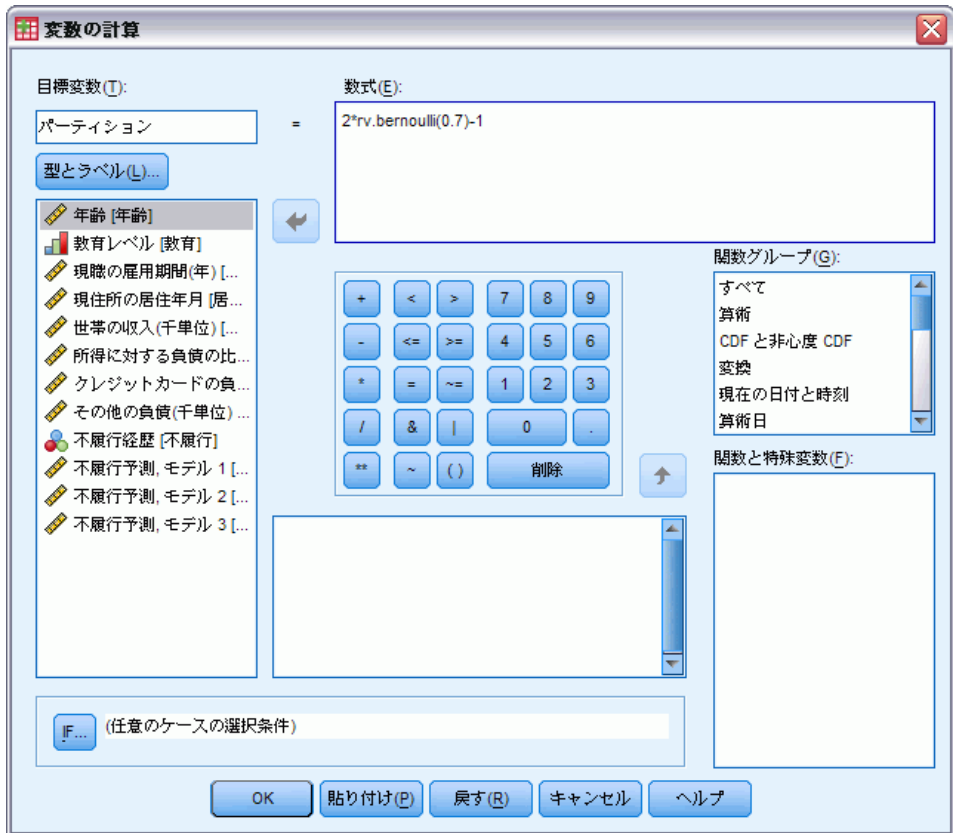 変数の計算
目標変数(T):
パーティション
=
数式(E):
2*rv.bernoulli(0.7)-1
型とラベル(L)...
年齢 [年齢]
教育レベル [教育]
現職の雇用期間(年) [...
現住所の居住年月 [居...
世帯の収入(千単位) [...
所得に対する負債の比...
クレジットカードの負...
その他の負債(千単位) ...
不履行経歴 [不履行]
不履行予測, モデル 1 [...
不履行予測, モデル 2 [...
不履行予測, モデル 3 [...
+ < > 7 8 9
- <= >= 4 5 6
* = ~= 1 2 3
/ & | 0 .
** ~ ( ) 削除
関数グループ(G):
すべて
算術
CDF と非心度 CDF
変換
現在の日付と時刻
算術日
関数と特殊変数(F):
IF... (任意のケースの選択条件)
OK 貼り付け(P) 戻す(R) キャンセル ヘルプ